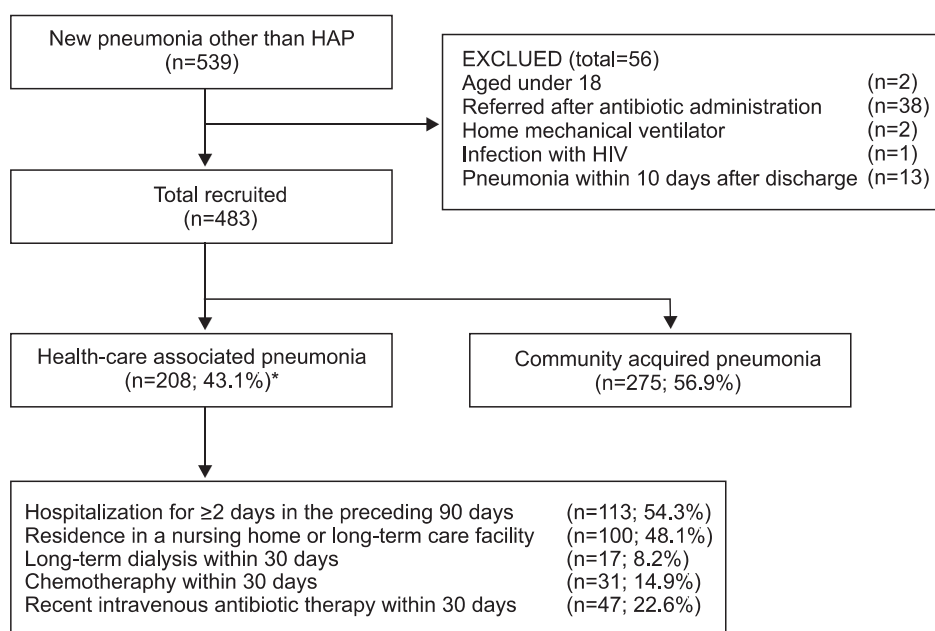 New pneumonia other than HAP
(n=539)
EXCLUED (total=56)
Aged under 18 (n=2)
Referred after antibiotic administration (n=38)
Home mechanical ventilator (n=2)
Infection with HIV (n=1)
Pneumonia within 10 days after discharge (n=13)
Total recruited
(n=483)
Health-care associated pneumonia
(n=208; 43.1%)*
Community acquired pneumonia
(n=275; 56.9%)
Hospitalization for ≥2 days in the preceding 90 days (n=113; 54.3%)
Residence in a nursing home or long-term care facility (n=100; 48.1%)
Long-term dialysis within 30 days (n=17; 8.2%)
Chemotheraphy within 30 days (n=31; 14.9%)
Recent intravenous antibiotic therapy within 30 days (n=47; 22.6%)